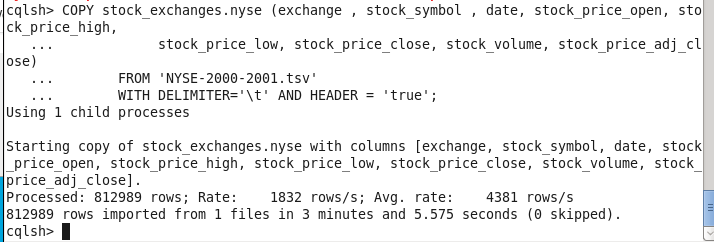 cqlsh> COPY stock_exchanges.nyse (exchange , stock_symbol , date, stock_price_open, sto
ck_price_high,
   ...             stock_price_low, stock_price_close, stock_volume, stock_price_adj_cl
ose)
   ...        FROM 'NYSE-2000-2001.tsv'
   ...        WITH DELIMITER='\t' AND HEADER = 'true';
Using 1 child processes

Starting copy of stock_exchanges.nyse with columns [exchange, stock_symbol, date, stock
_price_open, stock_price_high, stock_price_low, stock_price_close, stock_volume, stock_
price_adj_close].
Processed: 812989 rows; Rate:    1832 rows/s; Avg. rate:    4381 rows/s
812989 rows imported from 1 files in 3 minutes and 5.575 seconds (0 skipped).
cqlsh>